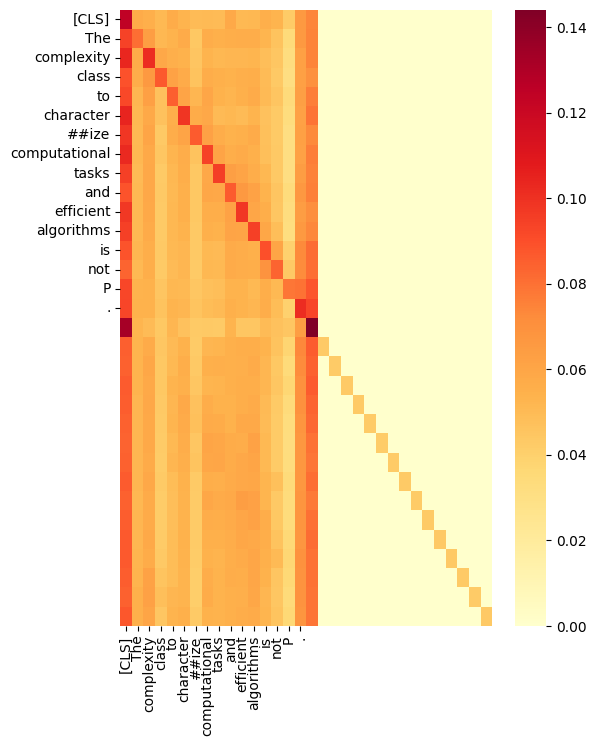 [CLS]
The
complexity
class
to
character
##ize
computational
tasks
and
efficient
algorithms
is
not
P
.
0.14
0.12
0.10
0.08
0.06
0.04
0.02
0.00
[CLS]
The
complexity
class
to
character
##ize
computational
tasks
and
efficient
algorithms
is
not
P
.